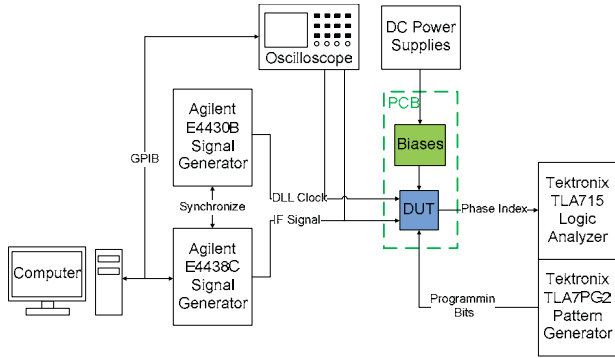 Oscilloscope
DC Power
Supplies
PCB
Biases
DUT
Agilent
E4430B
Signal
Generator
GPIB
Synchronize
DLL Clock
IF Signal
Phase Index
Agilent
E4438C
Signal
Generator
Computer
Programmin
Bits
Tektronix
TLA715
Logic
Analyzer
Tektronix
TLA7PG2
Pattern
Generator